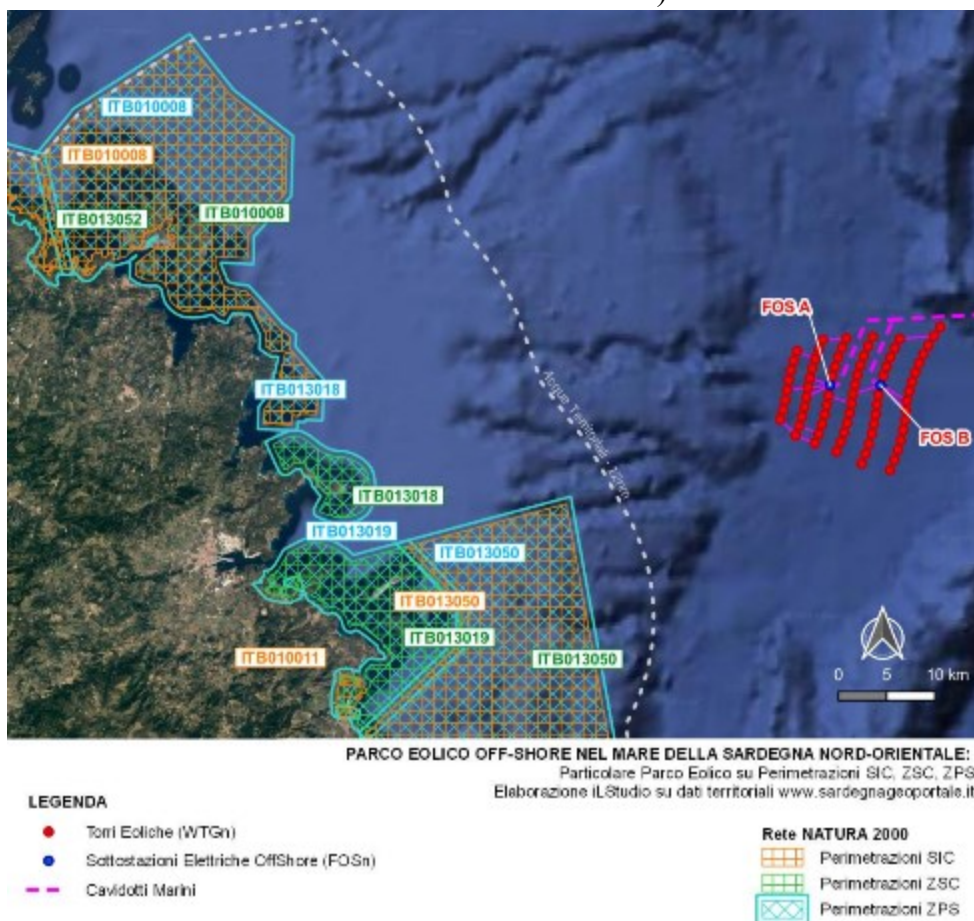 ITB010008
ITB010008
ITB013052
ITB010008
FOS A
ITB013018
Acque Territoriali - 12nm
FOS B
ITB013018
ITB013019
ITB013050
ITB013050
ITB013019
ITB010011
ITB013050
0 5 10 km
PARCO EOLICO OFF-SHORE NEL MARE DELLA SARDEGNA NORD-ORIENTALE:
Particolare Parco Eolico su Perimetrazioni SIC, ZSC, ZPS
Elaborazione iLStudio su dati territoriali www.sardegnageoportale.it
LEGENDA
Torri Eoliche (WTGn)
Sottostazioni Elettriche OffShore (FOSn)
Cavidotti Marini
Rete NATURA 2000
Perimetrazioni SIC
Perimetrazioni ZSC
Perimetrazioni ZPS